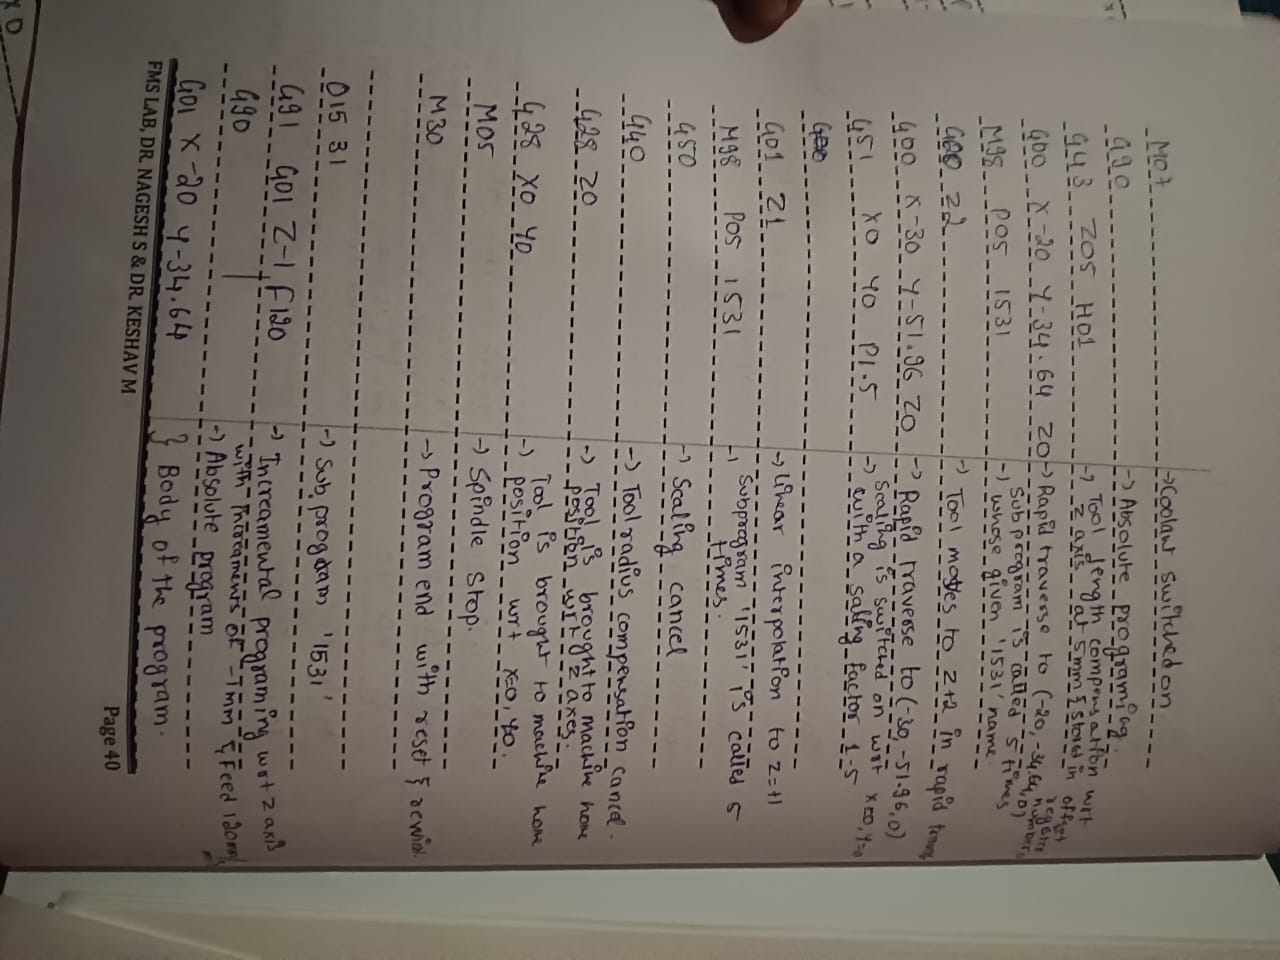 M07 → Coolant switched on
G90 → Absolute programing.
G43 Z05 H01 → Tool length compensation wrt
Z axis at 5mm & stored in offset
register
number.
G00 X-20 Y-34.64 Z0 → Rapid traverse to (-20, -34.64, 0)
Subprogram is called 5 times
M98 P05 1531 → whose given '1531' name.
G00 Z2 → Tool moves to Z+2 in rapid
G00 X-30 Y-51.96 Z0 → Rapid traverse to (-30, -51.96, 0)
Scaling is switched on wrt X=0, Y=0
G51 X0 Y0 P1.5 → with a saling factor 1.5
G00
G01 Z1 → linear interpolation to Z=+1
M98 P05 1531 → Subprogram '1531' is called 5
times.
G50 → Scaling cancel
G40 → Tool radius compensation cancel.
G28 Z0 → Tool is brought to machine home
position wrt Z axes.
Tool is brought to machine home
G28 X0 Y0 → position wrt X=0, Y0.
M05 → Spindle stop.
M30 → Program end with reset &
O15 31 → Sub.program '1531'
G91 G01 Z-1 F120 → Increamental programing wrt Z axis
with increaments of -1mm & Feed 120mm/
G90 → Absolute program
G01 X-20 Y-34.64 } Body of the program.
FMS LAB, DR. NAGESH S & DR. KESHAV M
Page 40
X0